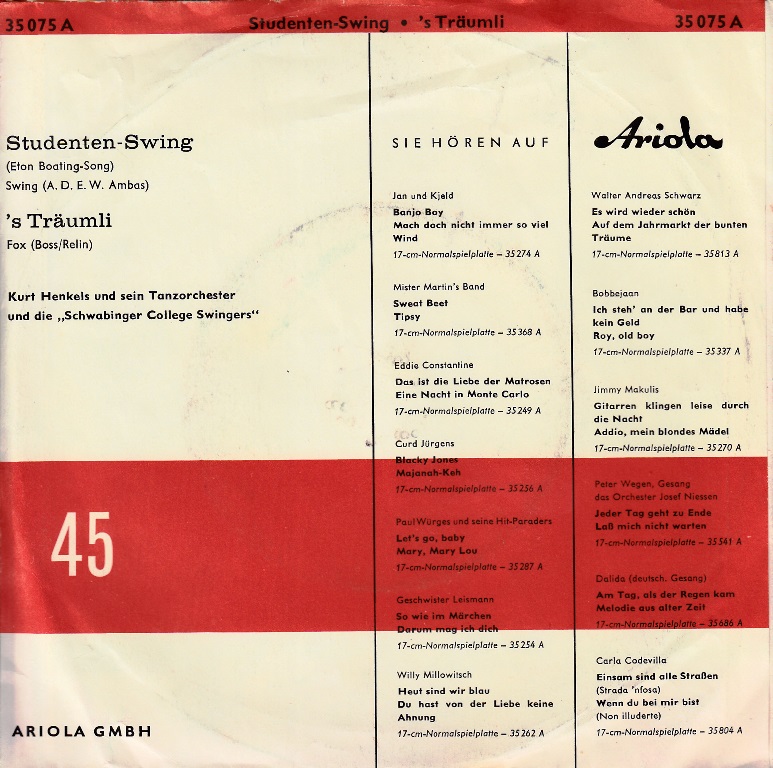 35075 A
Studenten-Swing • 's Träumli
35075 A
Studenten-Swing
(Eton Boating-Song)
Swing (A. D. E. W. Ambas)
's Träumli
Fox (Boss/Relin)
Kurt Henkels und sein Tanzorchester
und die „Schwabinger College Swingers"
45
ARIOLA GMBH
SIE HÖREN AUF
Jan und Kjeld
Banjo Boy
Mach doch nicht immer so viel
Wind
17-cm-Normalspielplatte – 35274 A
Mister Martin's Band
Sweat Beet
Tipsy
17-cm-Normalspielplatte – 35368 A
Eddie Constantine
Das ist die Liebe der Matrosen
Eine Nacht in Monte Carlo
17-cm-Normalspielplatte – 35249 A
Curd Jürgens
Blacky Jones
Majanah-Keh
17-cm-Normalspielplatte – 35256 A
Paul Würges und seine Hit-Paraders
Let's go, baby
Mary, Mary Lou
17-cm-Normalspielplatte – 35287 A
Geschwister Leismann
So wie im Märchen
Darum mag ich dich
17-cm-Normalspielplatte – 35254 A
Willy Millowitsch
Heut sind wir blau
Du hast von der Liebe keine
Ahnung
17-cm-Normalspielplatte – 35262 A
Ariola
Walter Andreas Schwarz
Es wird wieder schön
Auf dem Jahrmarkt der bunten
Träume
17-cm-Normalspielplatte – 35813 A
Bobbejaan
Ich steh' an der Bar und habe
kein Geld
Roy, old boy
17-cm-Normalspielplatte – 35337 A
Jimmy Makulis
Gitarren klingen leise durch
die Nacht
Addio, mein blondes Mädel
17-cm-Normalspielplatte – 35270 A
Peter Wegen, Gesang
das Orchester Josef Niessen
Jeder Tag geht zu Ende
Laß mich nicht warten
17-cm-Normalspielplatte – 35541 A
Dalida (deutsch. Gesang)
Am Tag, als der Regen kam
Melodie aus alter Zeit
17-cm-Normalspielplatte – 35686 A
Carla Codevilla
Einsam sind alle Straßen
(Strada 'nfosa)
Wenn du bei mir bist
(Non illuderte)
17-cm-Normalspielplatte – 35804 A